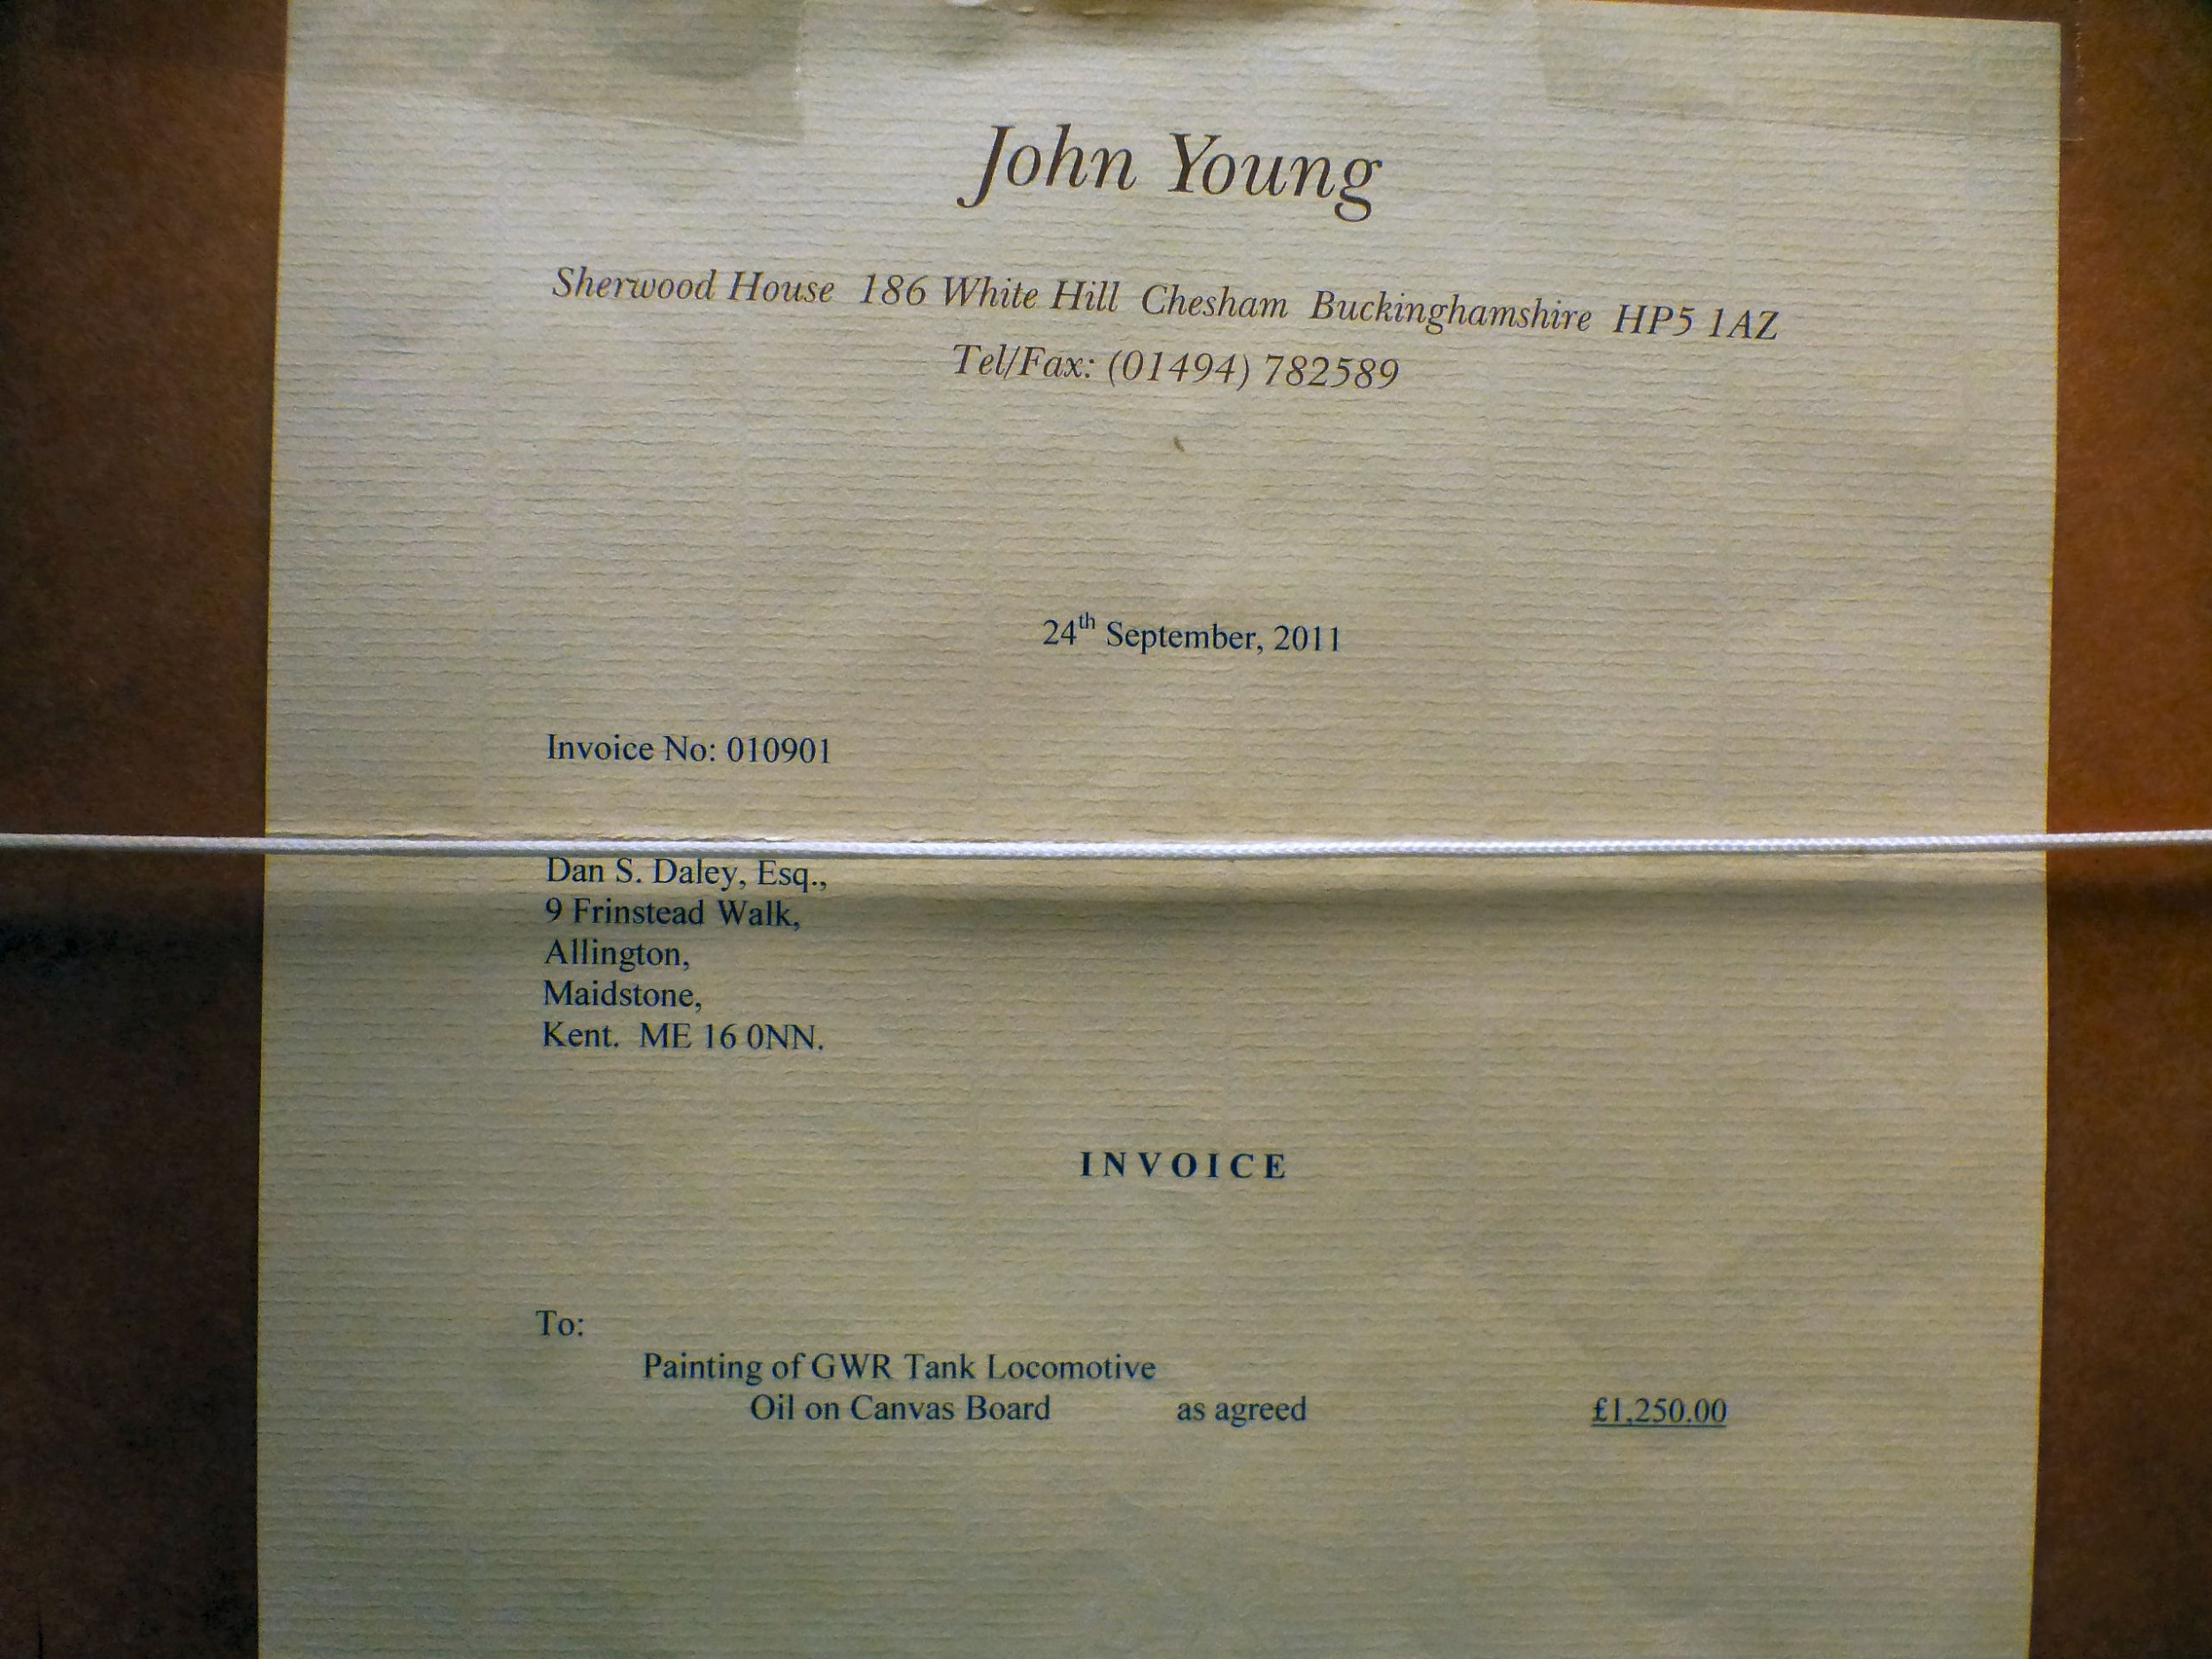 John Young
Sherwood House 186 White Hill Chesham Buckinghamshire HP5 1AZ
Tel/Fax: (01494) 782589
24th September, 2011
Invoice No: 010901
Dan S. Daley, Esq.,
9 Frinstead Walk,
Allington,
Maidstone,
Kent. ME 16 0NN.
INVOICE
To:
Painting of GWR Tank Locomotive
Oil on Canvas Board as agreed £1,250.00